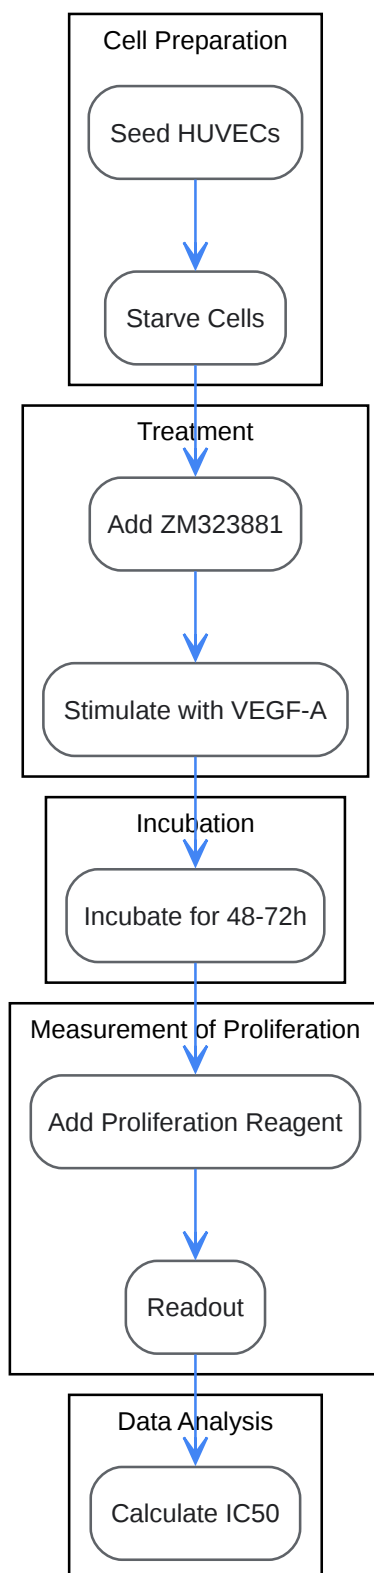 Cell Preparation
Seed HUVECs
Starve Cells
Treatment
Add ZM323881
Stimulate with VEGF-A
Incubation
Incubate for 48-72h
Measurement of Proliferation
Add Proliferation Reagent
Readout
Data Analysis
Calculate IC50